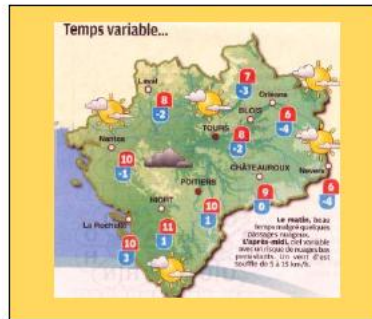 Temps variable...
Laval
8
-2
7
-3
Orléans
BLOIS
6
-4
TOURS
8
-2
Nantes
10
-1
CHÂTEAUROUX
Nevers
6
-4
POITIERS
9
0
NIORT
10
1
La Rochelle
11
1
10
3
Le matin, beau
temps malgré quelques
passages nuageux.
L'après-midi, ciel variable
avec un risque de nuages bas
persistants. Un vent d'est
souffle de 5 à 15 km/h.